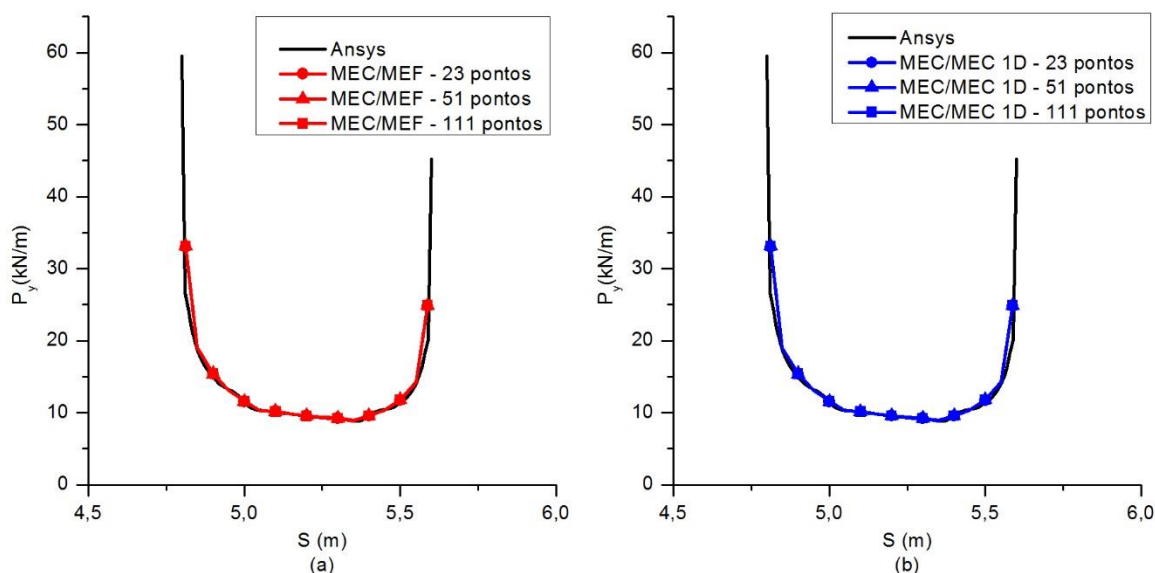 Ansys
MEC/MEF - 23 pontos
MEC/MEF - 51 pontos
MEC/MEF - 111 pontos
60
50
40
30
20
10
0
Py(kN/m)
4,5
5,0
5,5
6,0
S (m)
(a)
Ansys
MEC/MEC 1D - 23 pontos
MEC/MEC 1D - 51 pontos
MEC/MEC 1D - 111 pontos
60
50
40
30
20
10
0
Py(kN/m)
4,5
5,0
5,5
6,0
S (m)
(b)